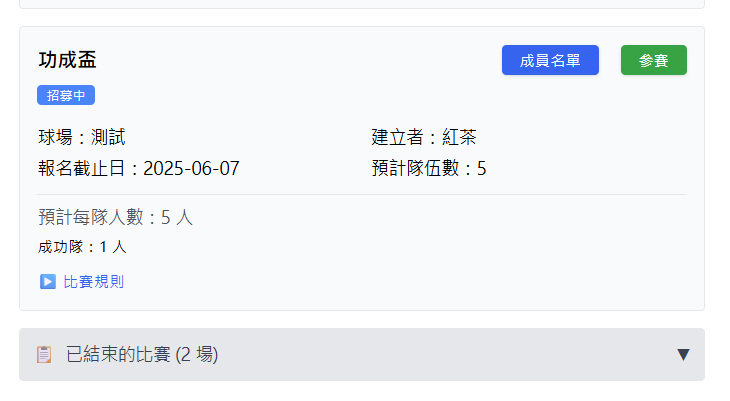 功成盃
成員名單
參賽
招募中
球場：測試
建立者：紅茶
報名截止日：2025-06-07
預計隊伍數：5
預計每隊人數：5 人
成功隊：1 人
▶ 比賽規則
📋 已結束的比賽 (2 場) ▼